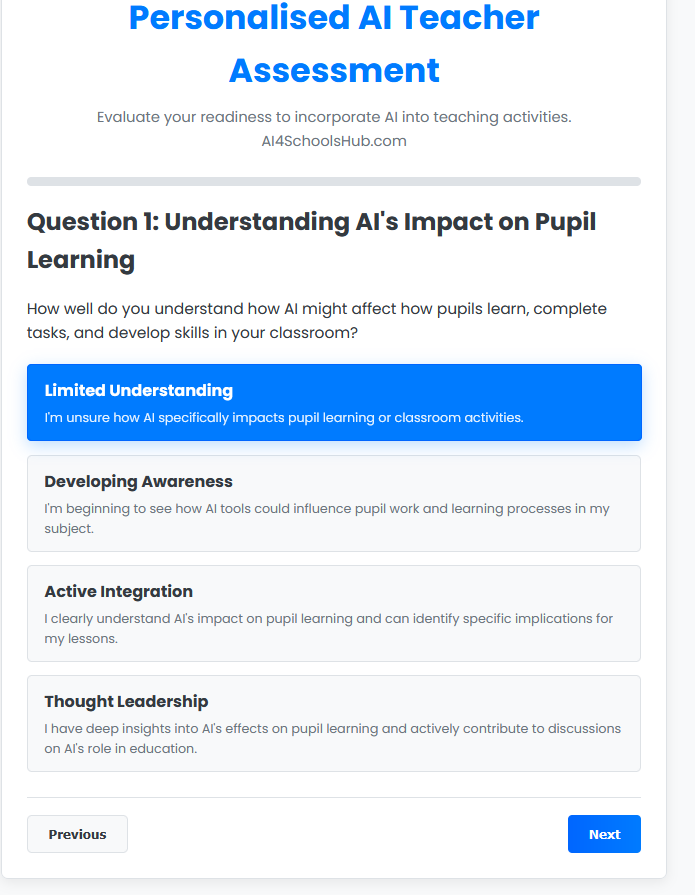 Personalised AI Teacher
Assessment
Evaluate your readiness to incorporate AI into teaching activities.
AI4SchoolsHub.com
Question 1: Understanding AI's Impact on Pupil
Learning
How well do you understand how AI might affect how pupils learn, complete
tasks, and develop skills in your classroom?
Limited Understanding
I'm unsure how AI specifically impacts pupil learning or classroom activities.
Developing Awareness
I'm beginning to see how AI tools could influence pupil work and learning processes in my
subject.
Active Integration
I clearly understand AI's impact on pupil learning and can identify specific implications for
my lessons.
Thought Leadership
I have deep insights into AI's effects on pupil learning and actively contribute to discussions
on AI's role in education.
Previous
Next